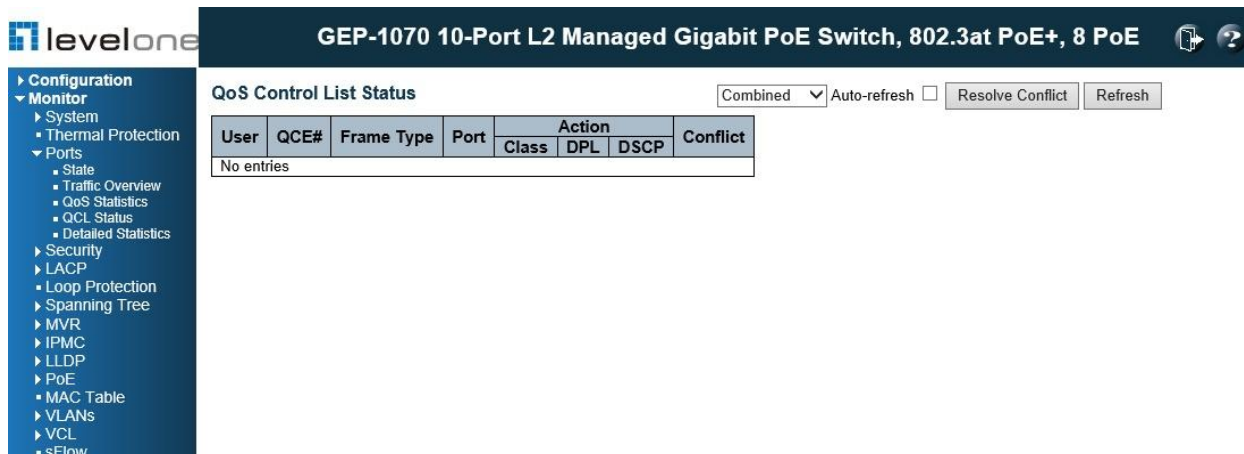 levelone
GEP-1070 10-Port L2 Managed Gigabit PoE Switch, 802.3at PoE+, 8 PoE
?
Configuration
Monitor
System
Thermal Protection
Ports
State
Traffic Overview
QoS Statistics
QCL Status
Detailed Statistics
Security
LACP
Loop Protection
Spanning Tree
MVR
IPMC
LLDP
PoE
MAC Table
VLANs
VCL
sFlow
QoS Control List Status
Combined Auto-refresh Resolve Conflict Refresh
User QCE# Frame Type Port Action Conflict
Class DPL DSCP
No entries